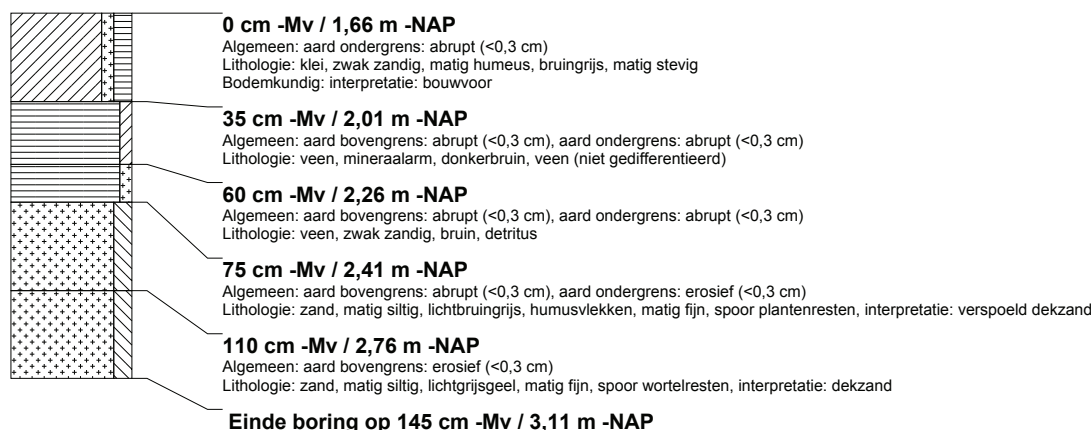 0 cm -Mv / 1,66 m -NAP
Algemeen: aard ondergrens: abrupt (<0,3 cm)
Lithologie: klei, zwak zandig, matig humeus, bruingrijs, matig stevig
Bodemkundig: interpretatie: bouwvoor
35 cm -Mv / 2,01 m -NAP
Algemeen: aard bovengrens: abrupt (<0,3 cm), aard ondergrens: abrupt (<0,3 cm)
Lithologie: veen, mineraalarm, donkerbruin, veen (niet gedifferentieerd)
60 cm -Mv / 2,26 m -NAP
Algemeen: aard bovengrens: abrupt (<0,3 cm), aard ondergrens: abrupt (<0,3 cm)
Lithologie: veen, zwak zandig, bruin, detritus
75 cm -Mv / 2,41 m -NAP
Algemeen: aard bovengrens: abrupt (<0,3 cm), aard ondergrens: erosief (<0,3 cm)
Lithologie: zand, matig siltig, lichtbruingrijs, humusvlekken, matig fijn, spoor plantenresten, interpretatie: verspoeld dekzand
110 cm -Mv / 2,76 m -NAP
Algemeen: aard bovengrens: erosief (<0,3 cm)
Lithologie: zand, matig siltig, lichtgrijsgeel, matig fijn, spoor wortelresten, interpretatie: dekzand
Einde boring op 145 cm -Mv / 3,11 m -NAP